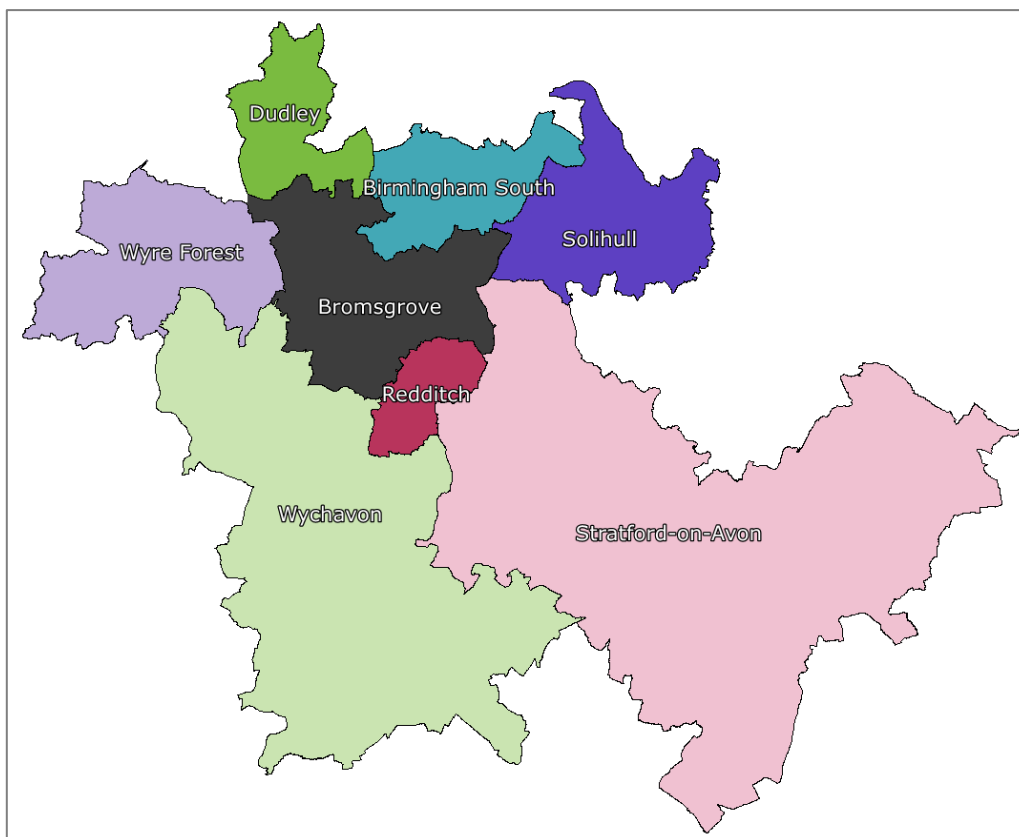 Dudley
Birmingham South
Solihull
Wyre Forest
Bromsgrove
Redditch
Wychavon
Stratford-on-Avon